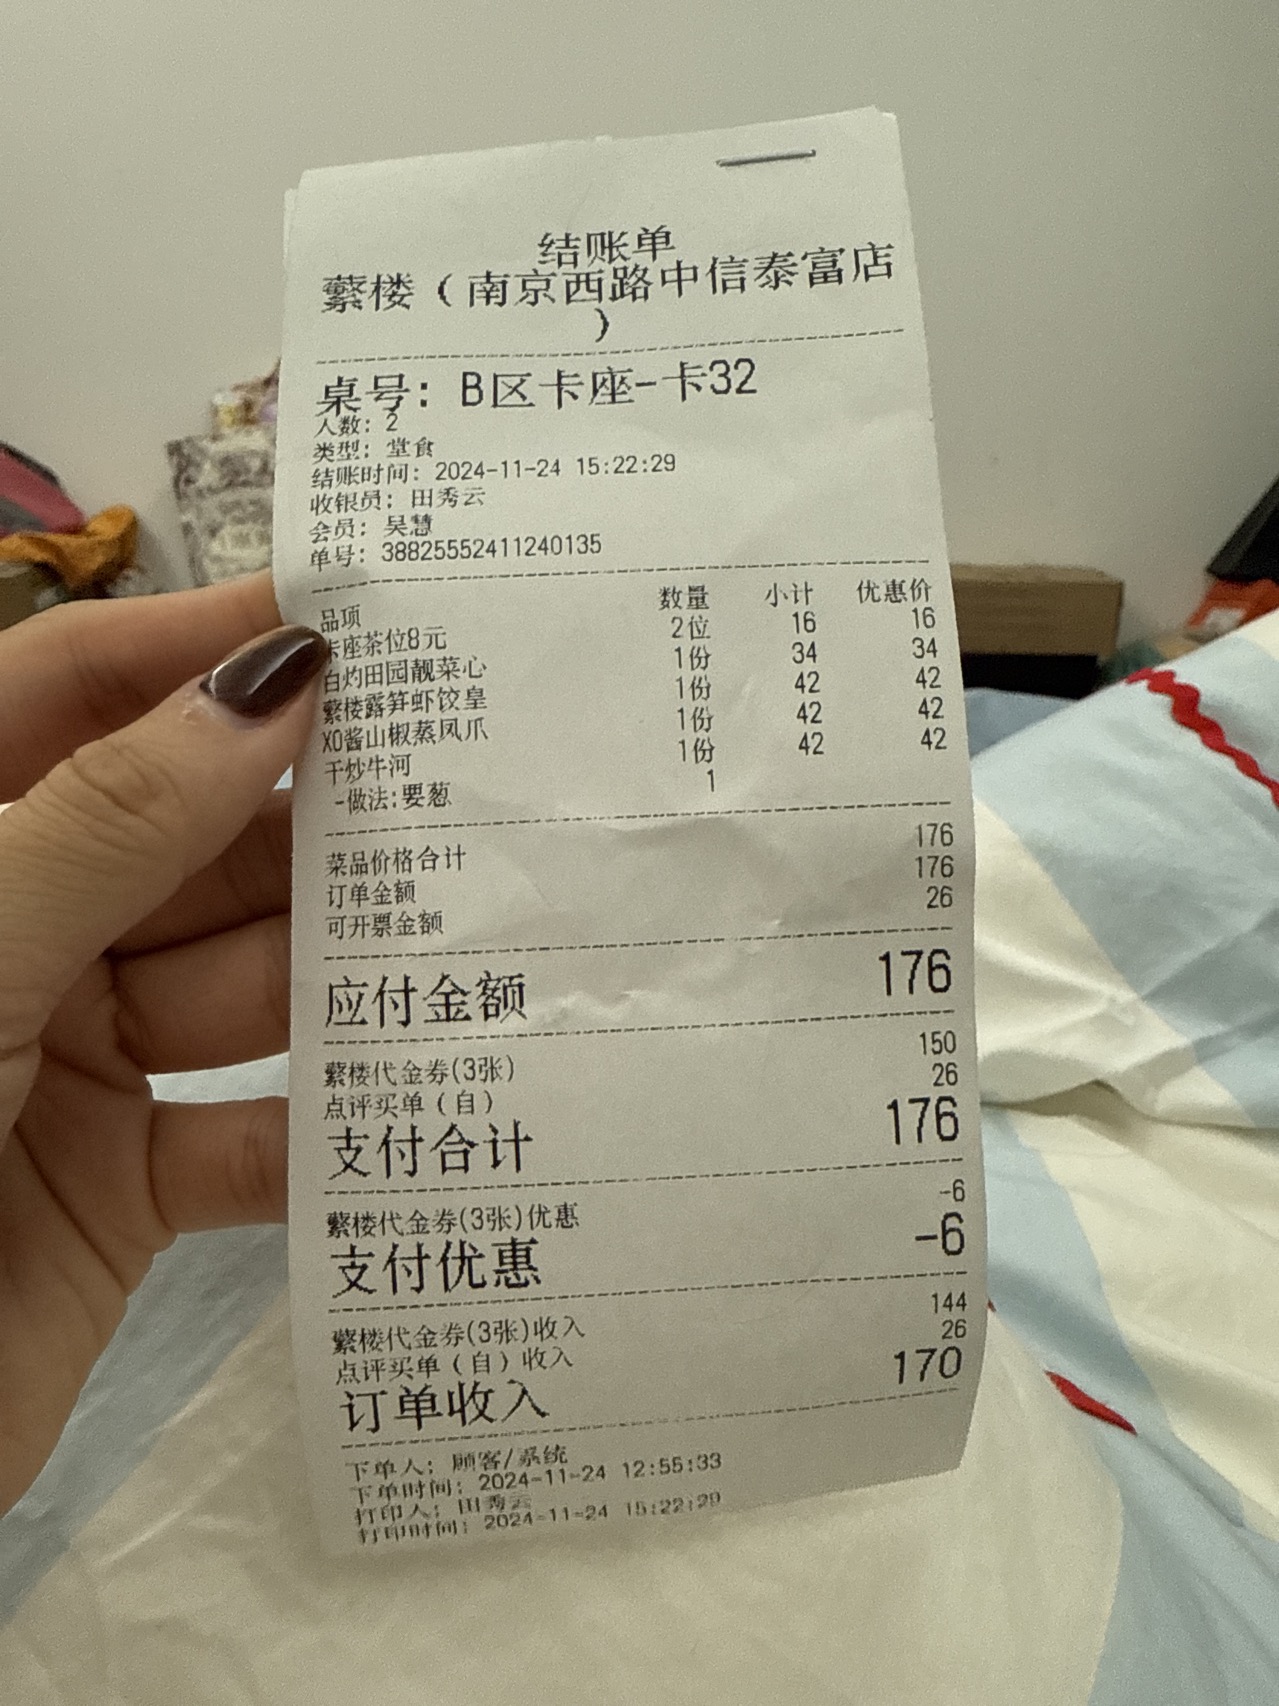 结账单
蘩楼（南京西路中信泰富店
）
桌号：B区卡座-卡32
人数：2
类型：堂食
结账时间：2024-11-24 15:22:29
收银员：田秀云
会员：吴慧
单号：38825552411240135
品项 数量 小计 优惠价
卡座茶位8元 2位 16 16
白灼田园靓菜心 1份 34 34
蘩楼露笋虾饺皇 1份 42 42
XO酱山椒蒸凤爪 1份 42 42
干炒牛河 1份 42 42
-做法:要葱 1
菜品价格合计 176
订单金额 176
可开票金额 26
应付金额 176
蘩楼代金券(3张) 150
点评买单（自） 26
支付合计 176
蘩楼代金券(3张)优惠 -6
支付优惠 -6
蘩楼代金券(3张)收入 144
点评买单（自）收入 26
订单收入 170
下单人：顾客/系统
下单时间：2024-11-24 12:55:33
打印人：田秀云
打印时间：2024-11-24 15:22:29